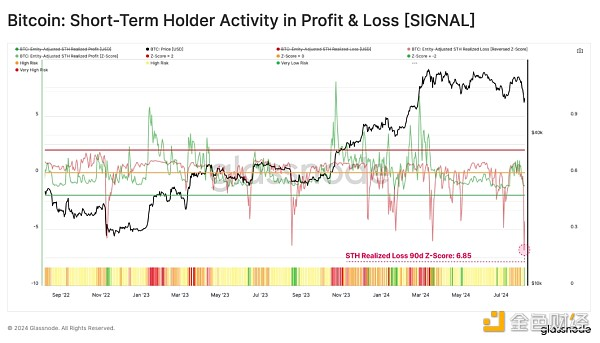 Bitcoin: Short-Term Holder Activity in Profit & Loss [SIGNAL]
BTC: Entity-Adjusted STH Realized Profit [USD]
BTC: Price [USD]
BTC: Entity-Adjusted STH Realized Loss [USD]
BTC: Entity-Adjusted STH Realized Loss [Reversed Z-Score]
BTC: Entity-Adjusted STH Realized Profit [Z-Score]
Z-Score = 2
Z-Score = 0
Z-Score = -2
High Risk
High Risk
Very Low Risk
Very High Risk
5
0
-5
-10
0.9
$40k
0.6
0.3
$10k
0
glassnode
STH Realized Loss 90d Z-Score: 6.85
Sep '22
Nov '22
Jan '23
Mar '23
May '23
Jul '23
Sep '23
Nov '23
Jan '24
Mar '24
May '24
Jul '24
© 2024 Glassnode. All Rights Reserved.
glassnode
金色财经